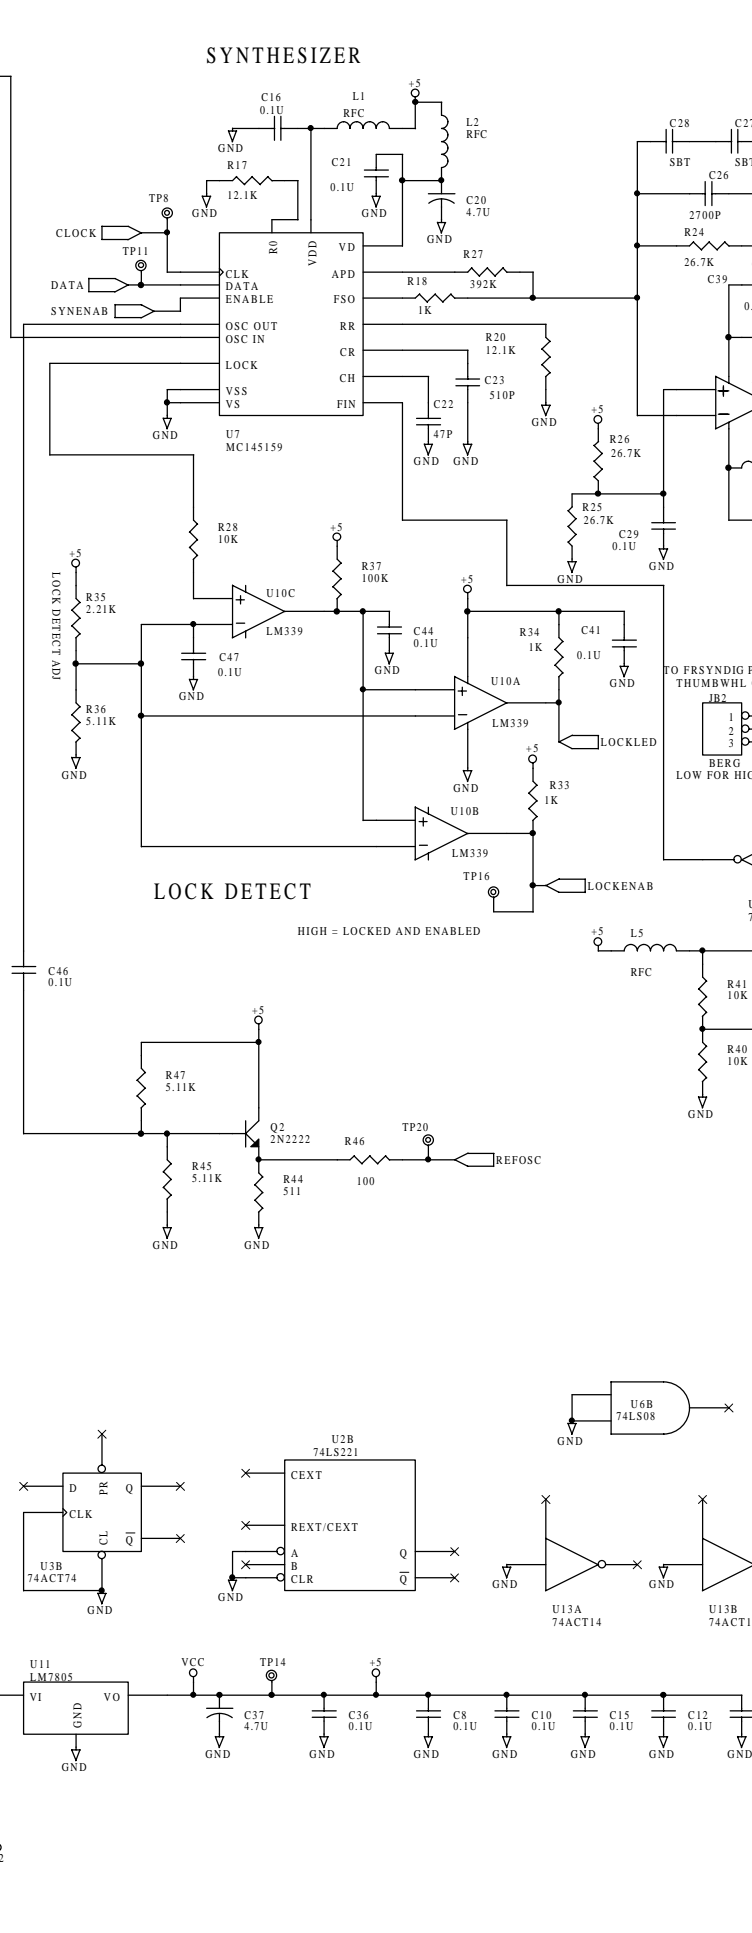 SYNTHESIZER
+5
C16
0.1U
L1
RFC
L2
RFC
C28
SBT
SBT
GND
R17
12.1K
GND
C21
0.1U
GND
C20
4.7U
GND
C26
2700P
TP8
CLOCK
TP11
DATA
SYNENAB
R24
26.7K
C39
R0
VDD
VD
CLK
DATA
ENABLE
OSC OUT
OSC IN
LOCK
VSS
VS
APD
FSO
RR
CR
CH
FIN
R27
392K
R18
1K
R20
12.1K
C23
510P
C22
47P
GND
GND
GND
GND
U7
MC145159
+
−
+5
R26
26.7K
R25
26.7K
GND
C29
0.1U
GND
R28
10K
+5
LOCK DETECT ADJ
R35
2.21K
R36
5.11K
GND
+5
R37
100K
+
−
U10C
LM339
C47
0.1U
GND
C44
0.1U
GND
+5
R34
1K
C41
0.1U
GND
+
−
U10A
LM339
GND
LOCKLED
TO FRSYNDIG
THUMBWHL
JB2
1
2
3
BERG
+5
R33
1K
+
−
U10B
LM339
TP16
LOCKENAB
LOCK DETECT
HIGH = LOCKED AND ENABLED
+5
L5
RFC
R41
10K
R40
10K
GND
C46
0.1U
+5
R47
5.11K
Q2
2N2222
R46
100
TP20
REFOSC
R45
5.11K
R44
511
GND
GND
U6B
74LS08
GND
D
PR
Q
CLK
CL
Q
U3B
74ACT74
GND
U2B
74LS221
CEXT
REXT/CEXT
A
B
CLR
Q
Q
GND
GND
U13A
74ACT14
GND
U13B
U11
LM7805
VI
VO
GND
GND
VCC
TP14
+5
C37
4.7U
GND
C36
0.1U
GND
C8
0.1U
GND
C10
0.1U
GND
C15
0.1U
GND
C12
0.1U
GND
GND